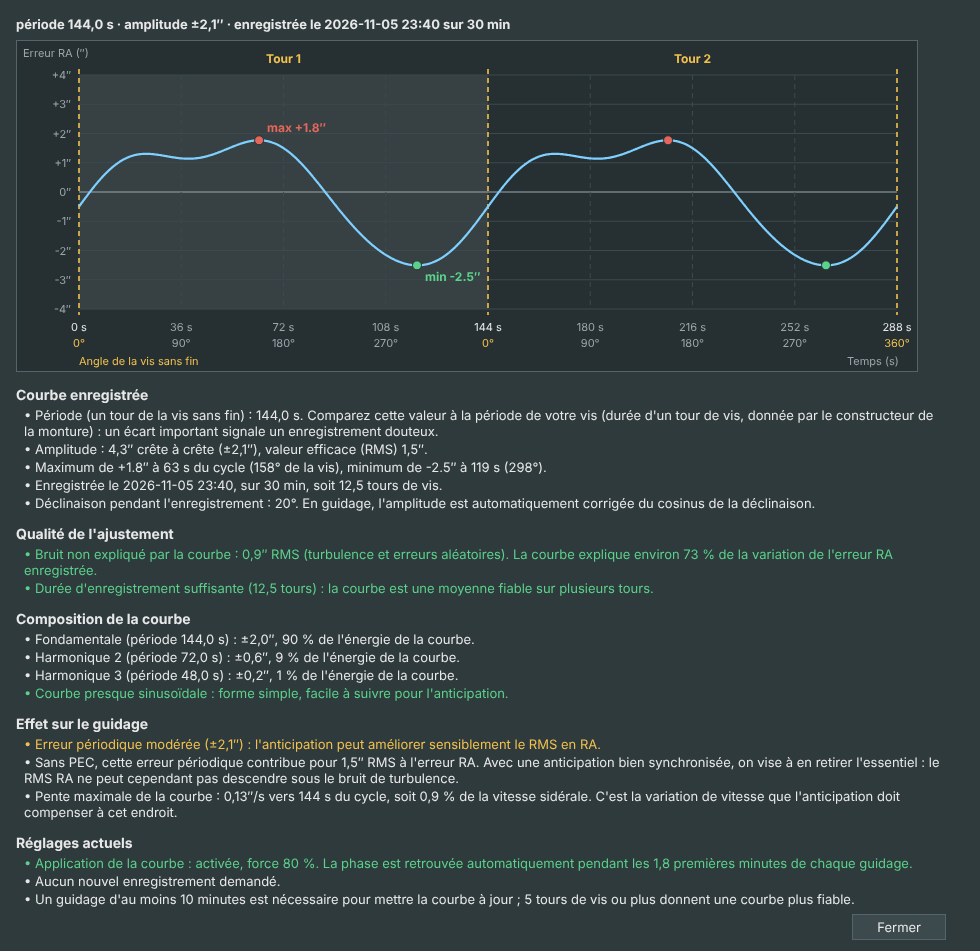 période 144,0 s · amplitude ±2,1″ · enregistrée le 2026-11-05 23:40 sur 30 min
Erreur RA (″)
Tour 1
Tour 2
+4″
+3″
+2″
+1″
0″
-1″
-2″
-3″
-4″
max +1.8″
min -2.5″
0 s
36 s
72 s
108 s
144 s
180 s
216 s
252 s
288 s
0°
90°
180°
270°
0°
90°
180°
270°
360°
Angle de la vis sans fin
Temps (s)
Courbe enregistrée
• Période (un tour de la vis sans fin) : 144,0 s. Comparez cette valeur à la période de votre vis (durée d'un tour de vis, donnée par le constructeur de
la monture) : un écart important signale un enregistrement douteux.
• Amplitude : 4,3″ crête à crête (±2,1″), valeur efficace (RMS) 1,5″.
• Maximum de +1.8″ à 63 s du cycle (158° de la vis), minimum de -2.5″ à 119 s (298°).
• Enregistrée le 2026-11-05 23:40, sur 30 min, soit 12,5 tours de vis.
• Déclinaison pendant l'enregistrement : 20°. En guidage, l'amplitude est automatiquement corrigée du cosinus de la déclinaison.
Qualité de l'ajustement
• Bruit non expliqué par la courbe : 0,9″ RMS (turbulence et erreurs aléatoires). La courbe explique environ 73 % de la variation de l'erreur RA
enregistrée.
• Durée d'enregistrement suffisante (12,5 tours) : la courbe est une moyenne fiable sur plusieurs tours.
Composition de la courbe
• Fondamentale (période 144,0 s) : ±2,0″, 90 % de l'énergie de la courbe.
• Harmonique 2 (période 72,0 s) : ±0,6″, 9 % de l'énergie de la courbe.
• Harmonique 3 (période 48,0 s) : ±0,2″, 1 % de l'énergie de la courbe.
• Courbe presque sinusoïdale : forme simple, facile à suivre pour l'anticipation.
Effet sur le guidage
• Erreur périodique modérée (±2,1″) : l'anticipation peut améliorer sensiblement le RMS en RA.
• Sans PEC, cette erreur périodique contribue pour 1,5″ RMS à l'erreur RA. Avec une anticipation bien synchronisée, on vise à en retirer l'essentiel : le
RMS RA ne peut cependant pas descendre sous le bruit de turbulence.
• Pente maximale de la courbe : 0,13″/s vers 144 s du cycle, soit 0,9 % de la vitesse sidérale. C'est la variation de vitesse que l'anticipation doit
compenser à cet endroit.
Réglages actuels
• Application de la courbe : activée, force 80 %. La phase est retrouvée automatiquement pendant les 1,8 premières minutes de chaque guidage.
• Aucun nouvel enregistrement demandé.
• Un guidage d'au moins 10 minutes est nécessaire pour mettre la courbe à jour ; 5 tours de vis ou plus donnent une courbe plus fiable.
Fermer